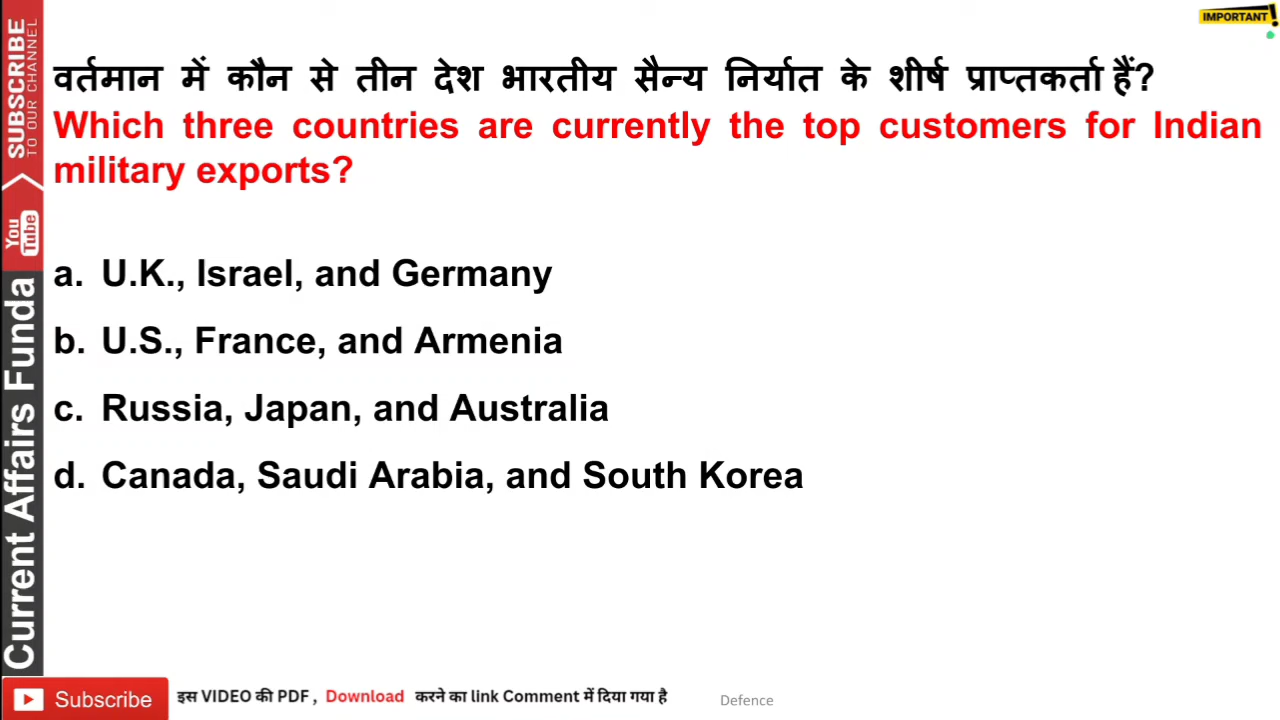 IMPORTANT!
वर्तमान में कौन से तीन देश भारतीय सैन्य निर्यात के शीर्ष प्राप्तकर्ता हैं?
Which three countries are currently the top customers for Indian
military exports?
a. U.K., Israel, and Germany
b. U.S., France, and Armenia
c. Russia, Japan, and Australia
d. Canada, Saudi Arabia, and South Korea
SUBSCRIBE
TO OUR CHANNEL
You
Tube
Current Affairs Funda
Subscribe
इस VIDEO की PDF , Download करने का link Comment में दिया गया है
Defence